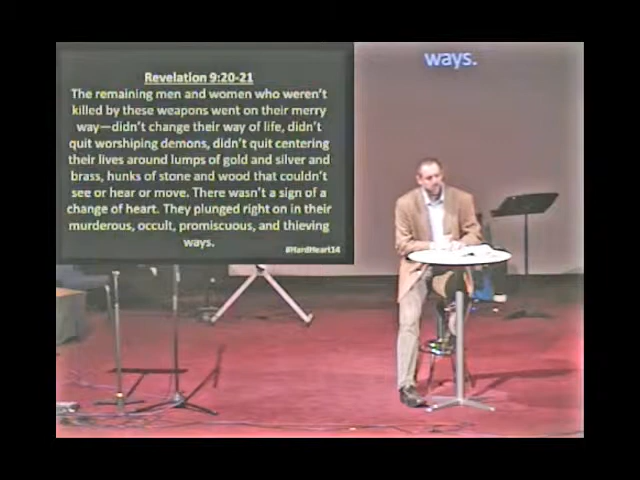 Revelation 9:20-21
The remaining men and women who weren't
killed by these weapons went on their merry
way—didn't change their way of life, didn't
quit worshiping demons, didn't quit centering
their lives around lumps of gold and silver and
brass, hunks of stone and wood that couldn't
see or hear or move. There wasn't a sign of a
change of heart. They plunged right on in their
murderous, occult, promiscuous, and thieving
ways.
#HardHeart14
ways.